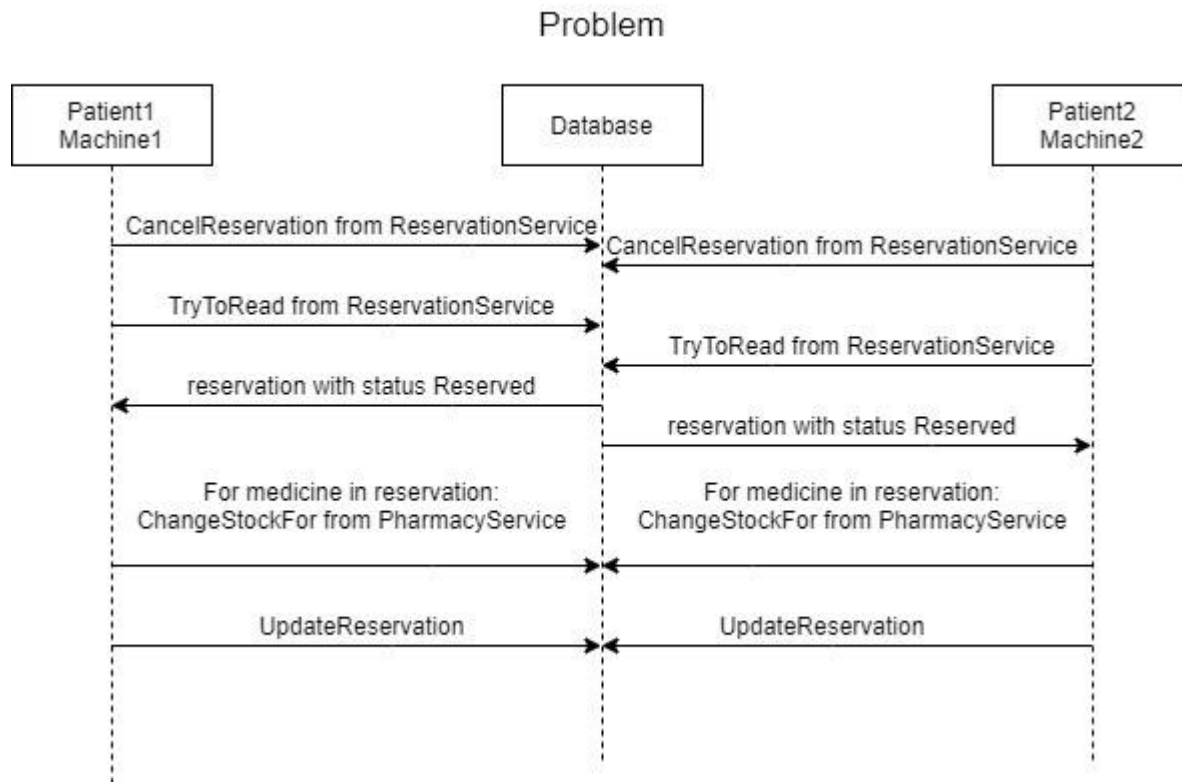 Problem
Patient1
Machine1
Database
Patient2
Machine2
CancelReservation from ReservationService
CancelReservation from ReservationService
TryToRead from ReservationService
TryToRead from ReservationService
reservation with status Reserved
reservation with status Reserved
For medicine in reservation:
ChangeStockFor from PharmacyService
For medicine in reservation:
ChangeStockFor from PharmacyService
UpdateReservation
UpdateReservation